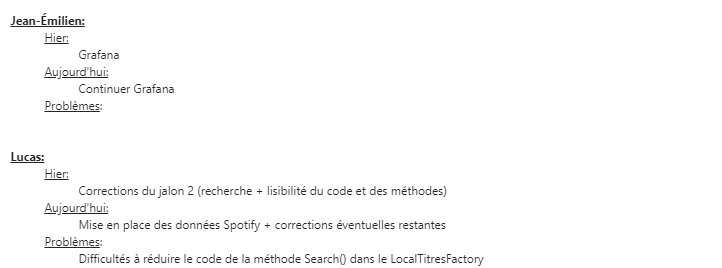 Jean-Émilien:
Hier:
Grafana
Aujourd'hui:
Continuer Grafana
Problèmes:
Lucas:
Hier:
Corrections du jalon 2 (recherche + lisibilité du code et des méthodes)
Aujourd'hui:
Mise en place des données Spotify + corrections éventuelles restantes
Problèmes:
Difficultés à réduire le code de la méthode Search() dans le LocalTitresFactory